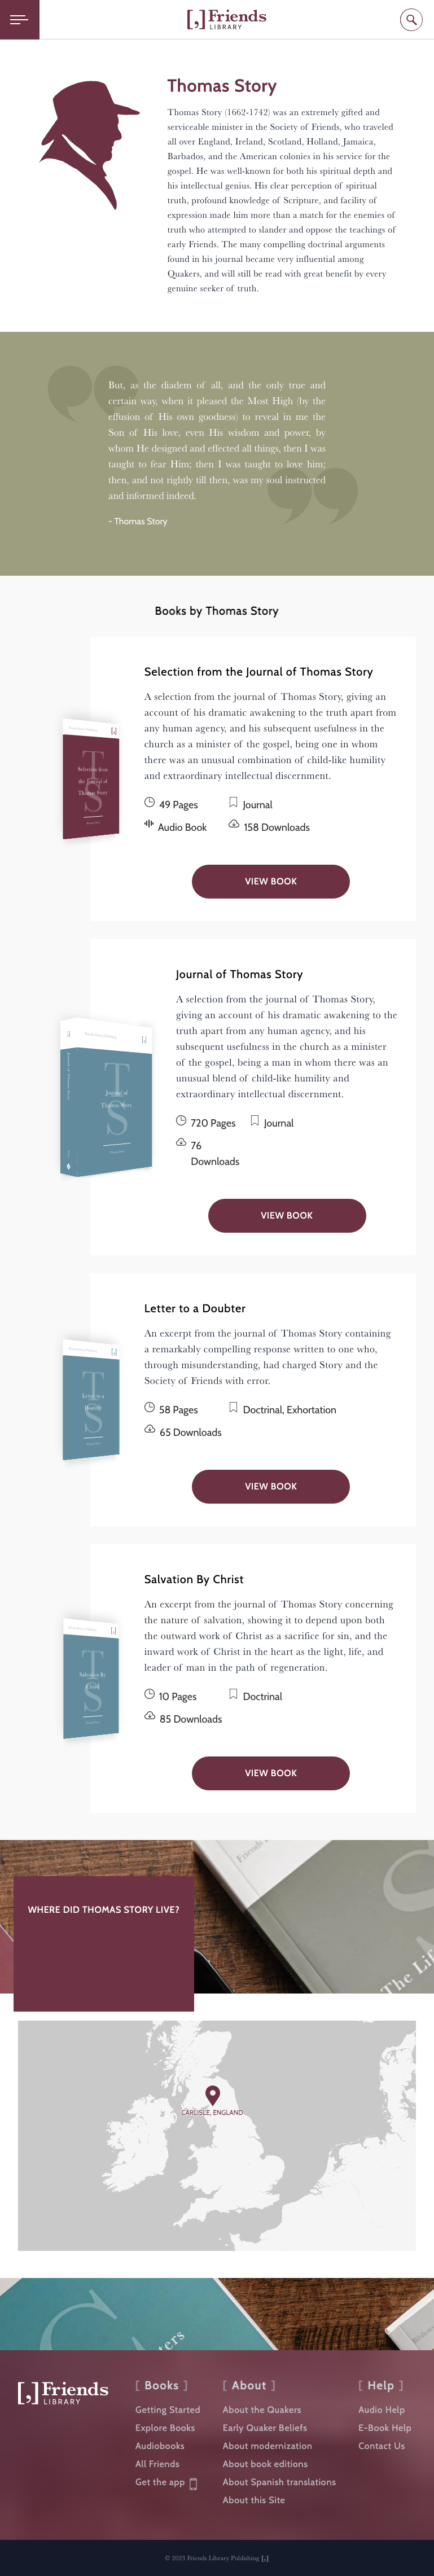 [,] Friends
LIBRARY
Thomas Story
Thomas Story (1662-1742) was an extremely gifted and
serviceable minister in the Society of Friends, who traveled
all over England, Ireland, Scotland, Holland, Jamaica,
Barbados, and the American colonies in his service for the
gospel. He was well-known for both his spiritual depth and
his intellectual genius. His clear perception of spiritual
truth, profound knowledge of Scripture, and facility of
expression made him more than a match for the enemies of
truth who attempted to slander and oppose the teachings of
early Friends. The many compelling doctrinal arguments
found in his journal became very influential among
Quakers, and will still be read with great benefit by every
genuine seeker of truth.
But, as the diadem of all, and the only true and
certain way, when it pleased the Most High (by the
effusion of His own goodness) to reveal in me the
Son of His love, even His wisdom and power, by
whom He designed and effected all things, then I was
taught to fear Him; then I was taught to love him;
then, and not rightly till then, was my soul instructed
and informed indeed.
- Thomas Story
Books by Thomas Story
Selection from the Journal of Thomas Story
A selection from the journal of Thomas Story, giving an
account of his dramatic awakening to the truth apart from
any human agency, and his subsequent usefulness in the
church as a minister of the gospel, being one in whom
there was an unusual combination of child-like humility
and extraordinary intellectual discernment.
49 Pages
Journal
Audio Book
158 Downloads
VIEW BOOK
TS
Selection from
the Journal of
Thomas Story
Journal of Thomas Story
A selection from the journal of Thomas Story,
giving an account of his dramatic awakening to the
truth apart from any human agency, and his
subsequent usefulness in the church as a minister
of the gospel, being a man in whom there was an
unusual blend of child-like humility and
extraordinary intellectual discernment.
720 Pages
Journal
76
Downloads
VIEW BOOK
TS
Journal of
Thomas Story
Letter to a Doubter
An excerpt from the journal of Thomas Story containing
a remarkably compelling response written to one who,
through misunderstanding, had charged Story and the
Society of Friends with error.
58 Pages
Doctrinal, Exhortation
65 Downloads
VIEW BOOK
TS
Letter to a
Doubter
Salvation By Christ
An excerpt from the journal of Thomas Story concerning
the nature of salvation, showing it to depend upon both
the outward work of Christ as a sacrifice for sin, and the
inward work of Christ in the heart as the light, life, and
leader of man in the path of regeneration.
10 Pages
Doctrinal
85 Downloads
VIEW BOOK
TS
Salvation By
Christ
WHERE DID THOMAS STORY LIVE?
The Lif
CARLISLE, ENGLAND
[,] Friends
LIBRARY
[ Books ]
Getting Started
Explore Books
Audiobooks
All Friends
Get the app
[ About ]
About the Quakers
Early Quaker Beliefs
About modernization
About book editions
About Spanish translations
About this Site
[ Help ]
Audio Help
E-Book Help
Contact Us
© 2023 Friends Library Publishing [,]